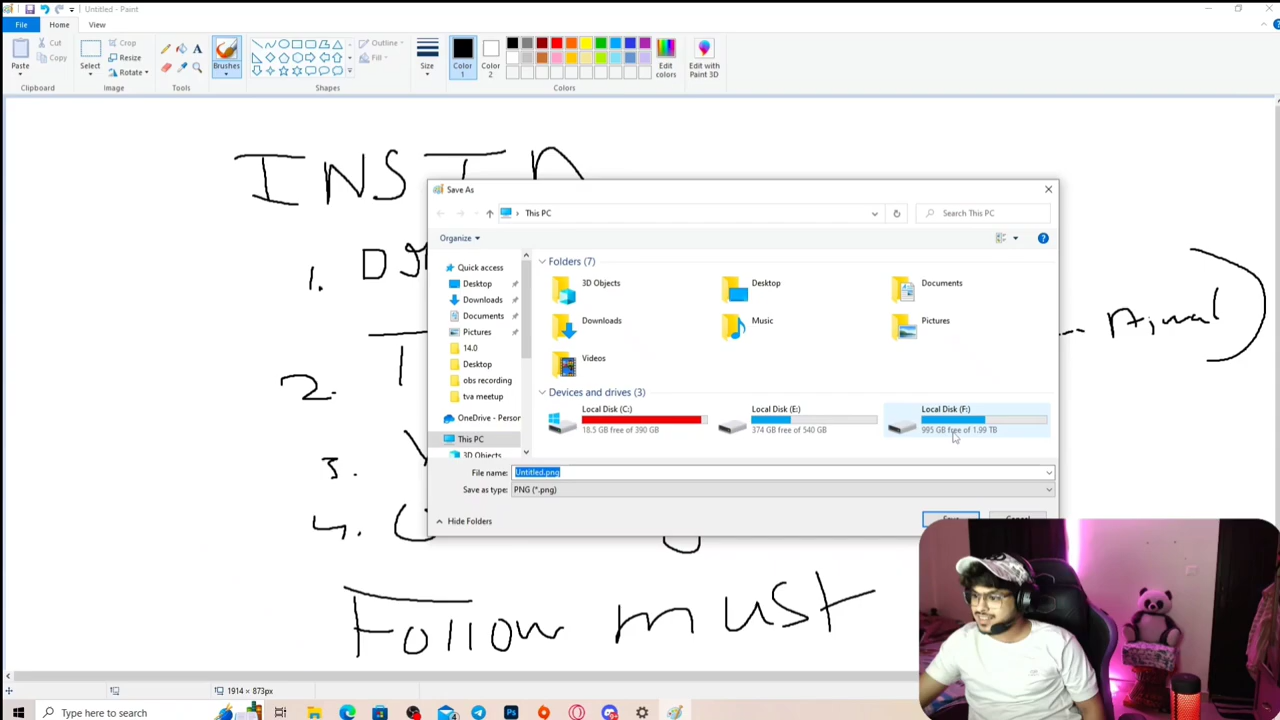 Untitled - Paint
File Home View
Paste Cut Copy Clipboard
Select Crop Resize Rotate Image
Tools
Brushes
Shapes
Outline Fill
Size
Color 1 Color 2
Edit colors
Edit with Paint 3D
Colors
INST
1.
2.
3.
4.
Follow must
Save As
This PC
Search This PC
Organize
Quick access
Desktop
Downloads
Documents
Pictures
14.0
Desktop
obs recording
tva meetup
OneDrive - Person
This PC
3D Objects
Folders (7)
3D Objects
Desktop
Documents
Downloads
Music
Pictures
Videos
Devices and drives (3)
Local Disk (C:)
18.5 GB free of 390 GB
Local Disk (E:)
374 GB free of 540 GB
Local Disk (F:)
995 GB free of 1.99 TB
File name: Untitled.png
Save as type: PNG (*.png)
Hide Folders
Save Cancel
1914 × 873px
Type here to search